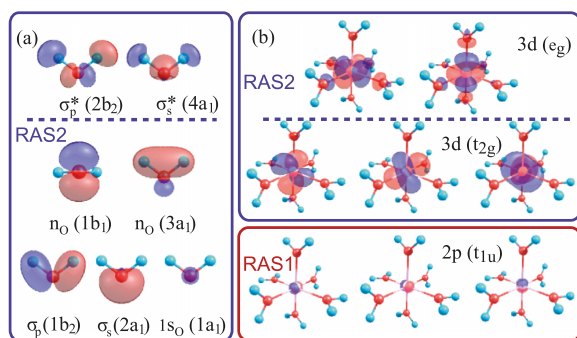 (a)
σ*p (2b₂) σ*s (4a₁)
RAS2
nO (1b₁) nO (3a₁)
σp(1b₂) σs(2a₁) 1sO (1a₁)
(b)
3d (eg)
RAS2
3d (t2g)
RAS1
2p (t1u)